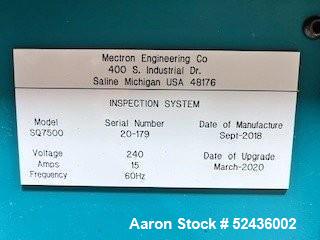 Mectron Engineering Co
400 S. Industrial Dr.
Saline Michigan USA 48176
INSPECTION SYSTEM
Model Serial Number Date of Manufacture
SQ7500 20-179 Sept-2018
Voltage 240 Date of Upgrade
Amps 15 March-2020
Frequency 60Hz
Aaron Stock # 52436002